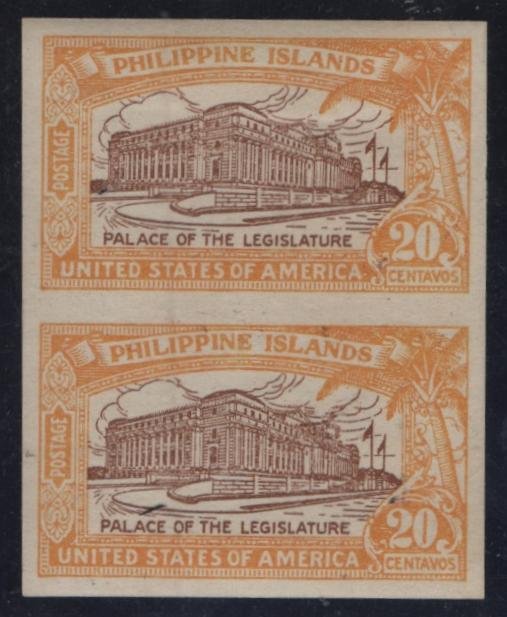 PHILIPPINE ISLANDS
POSTAGE
PALACE OF THE LEGISLATURE
20
UNITED STATES OF AMERICA
CENTAVOS
PHILIPPINE ISLANDS
POSTAGE
PALACE OF THE LEGISLATURE
20
UNITED STATES OF AMERICA
CENTAVOS